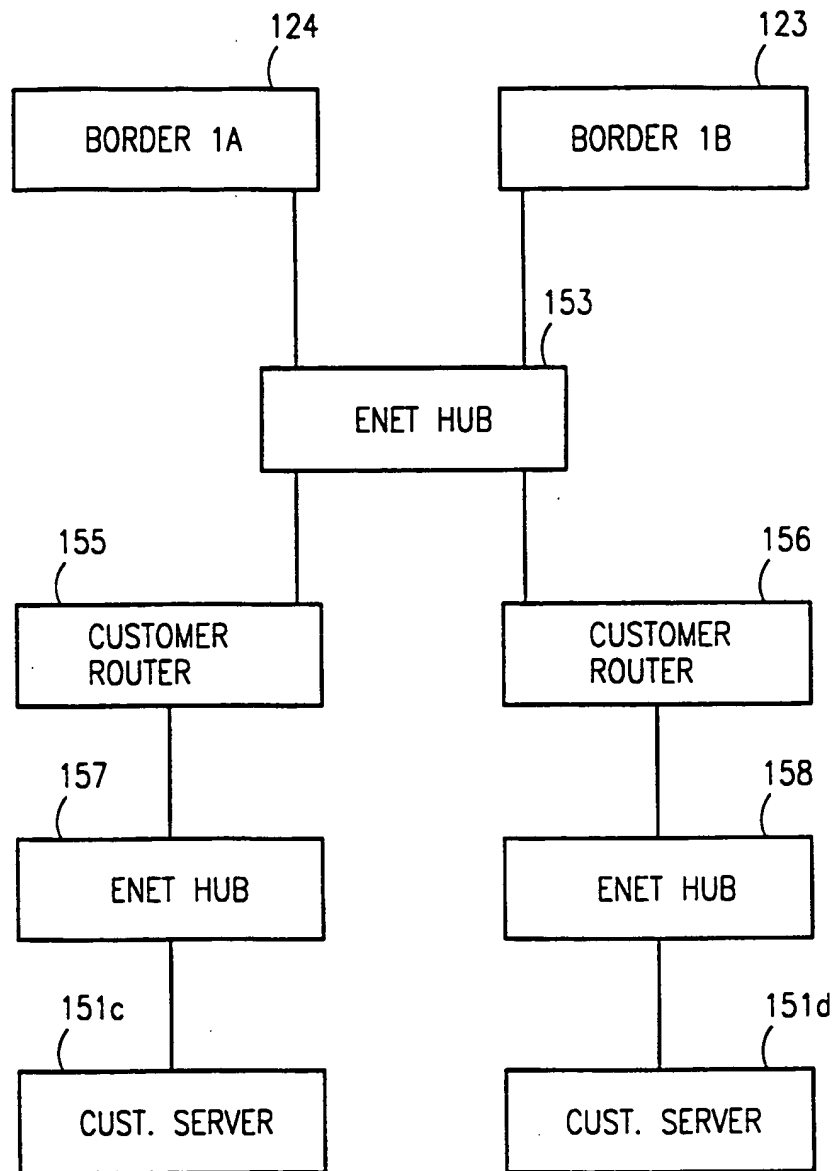 124
123
BORDER 1A
BORDER 1B
153
ENET HUB
155
156
CUSTOMER
ROUTER
CUSTOMER
ROUTER
157
158
ENET HUB
ENET HUB
151c
151d
CUST. SERVER
CUST. SERVER